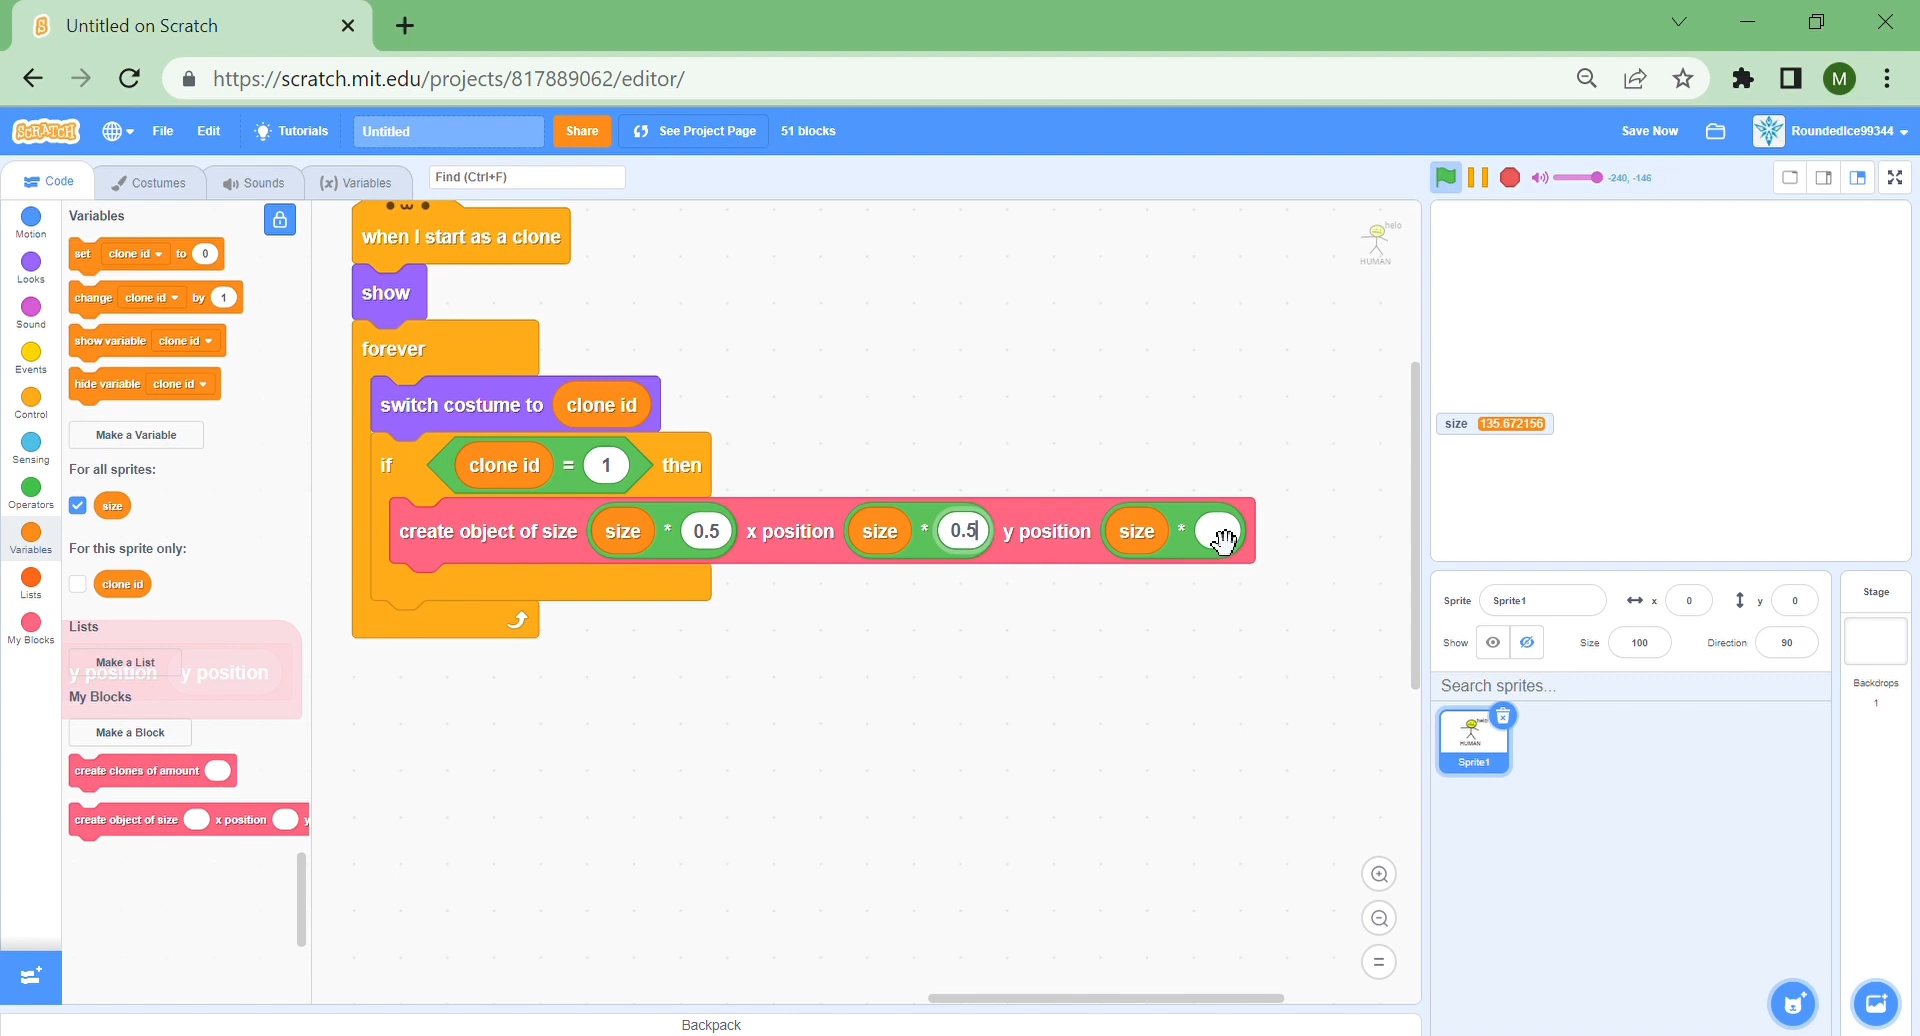 Untitled on Scratch
https://scratch.mit.edu/projects/817889062/editor/
M
SCRATCH File Edit Tutorials Untitled Share See Project Page 51 blocks Save Now RoundedIce99344
Code Costumes Sounds (x) Variables Find (Ctrl+F) -240, -146
Motion
Looks
Sound
Events
Control
Sensing
Operators
Variables
Lists
My Blocks
Variables
set clone id to 0
change clone id by 1
show variable clone id
hide variable clone id
Make a Variable
For all sprites:
size
For this sprite only:
clone id
Lists
Make a List
y position y position
My Blocks
Make a Block
create clones of amount
create object of size x position y
when I start as a clone
show
forever
switch costume to clone id
if clone id = 1 then
create object of size size * 0.5 x position size * 0.5 y position size *
helo
HUMAN
size 135.672156
Sprite Sprite1 x 0 y 0
Show Size 100 Direction 90
Search sprites...
helo
HUMAN
Sprite1
Stage
Backdrops
1
Backpack